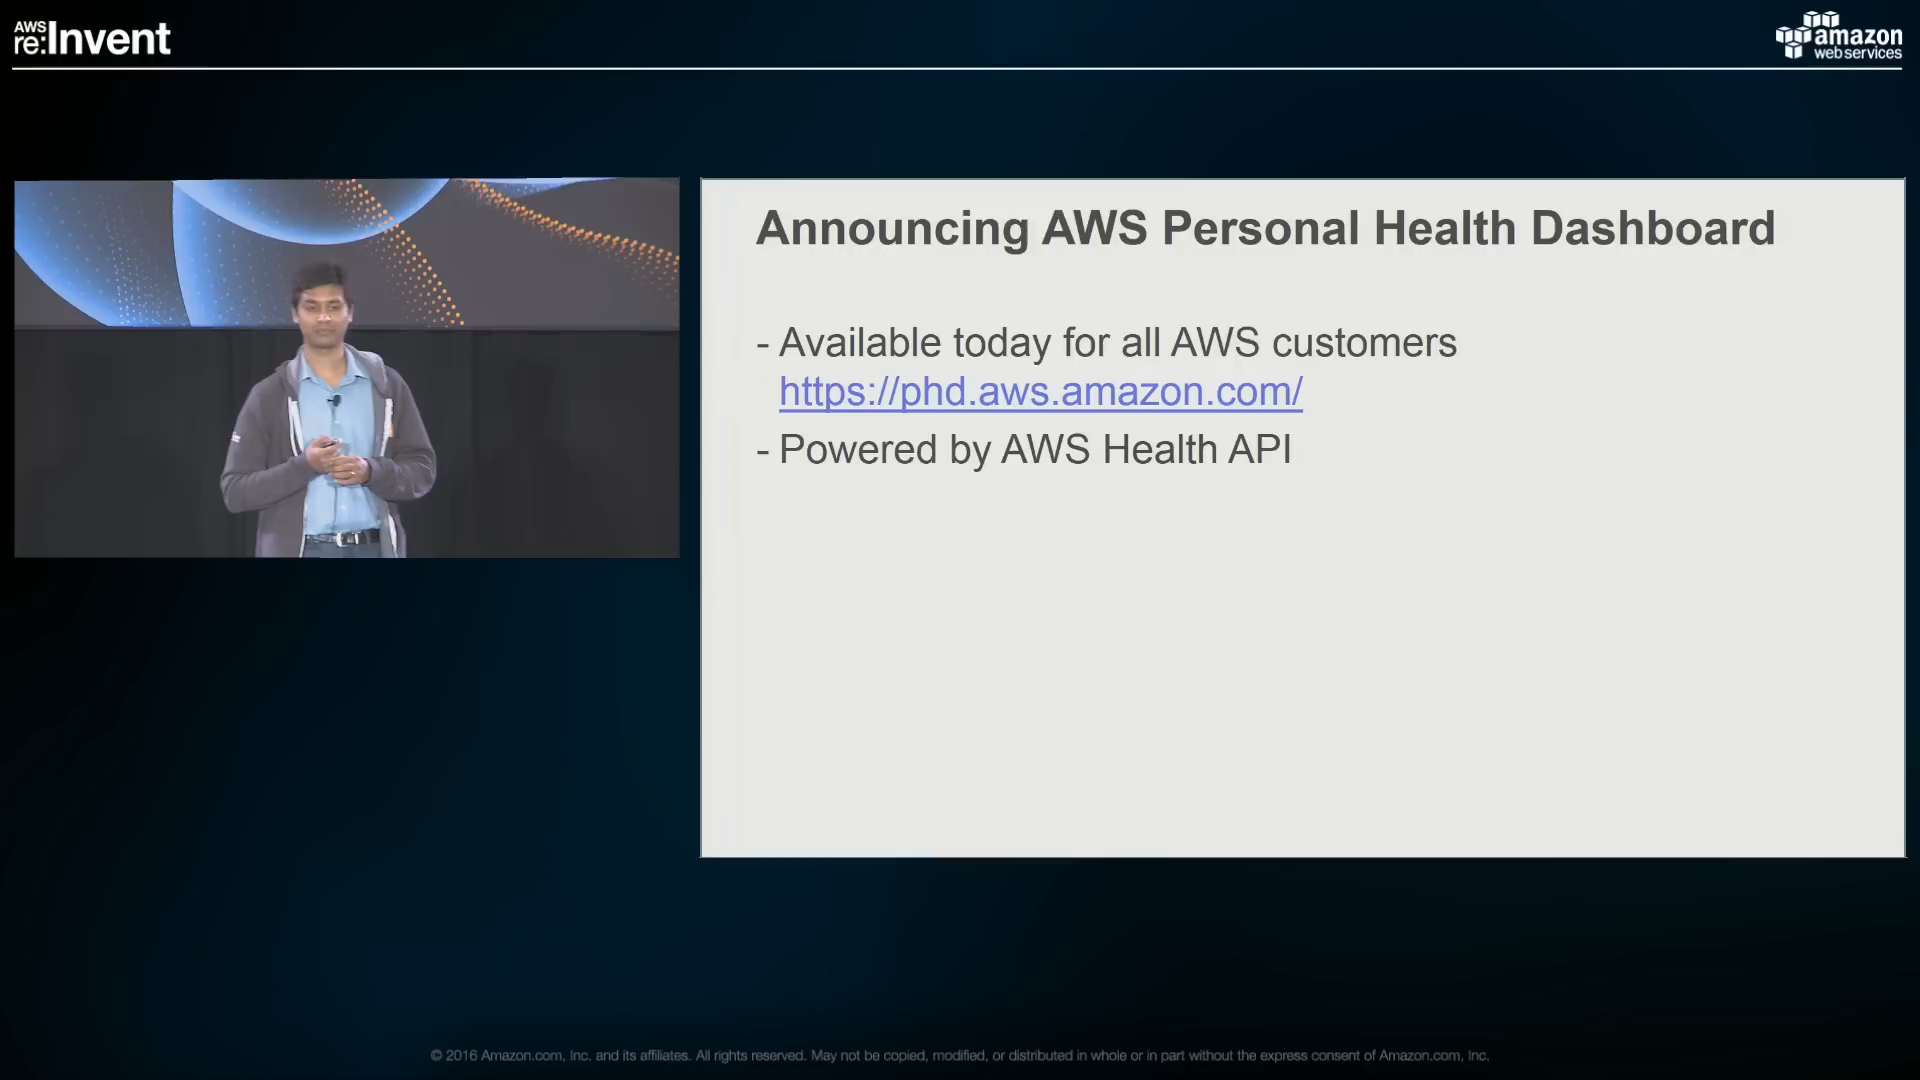 AWS
re:Invent
amazon
webservices
Announcing AWS Personal Health Dashboard
- Available today for all AWS customers
https://phd.aws.amazon.com/
- Powered by AWS Health API
© 2016 Amazon.com, Inc. and its affiliates. All rights reserved. May not be copied, modified, or distributed in whole or in part without the express consent of Amazon.com, Inc.